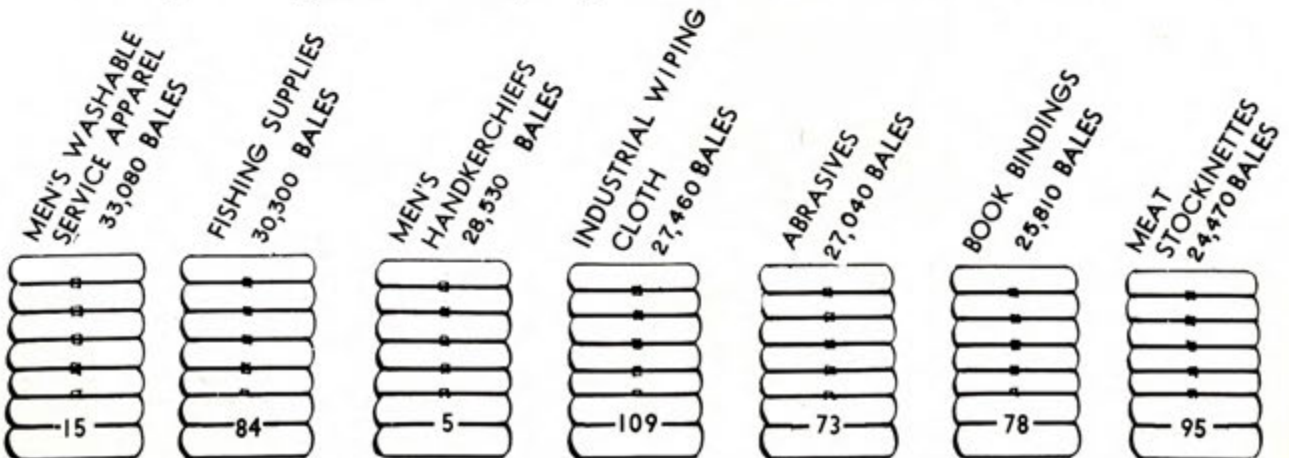 MEN'S WASHABLE
SERVICE APPAREL
33,080 BALES
FISHING SUPPLIES
30,300 BALES
MEN'S
HANDKERCHIEFS
28,530 BALES
INDUSTRIAL WIPING
CLOTH
27,460 BALES
ABRASIVES
27,040 BALES
BOOK BINDINGS
25,810 BALES
MEAT
STOCKINETTES
24,470 BALES
15
84
5
109
73
78
95